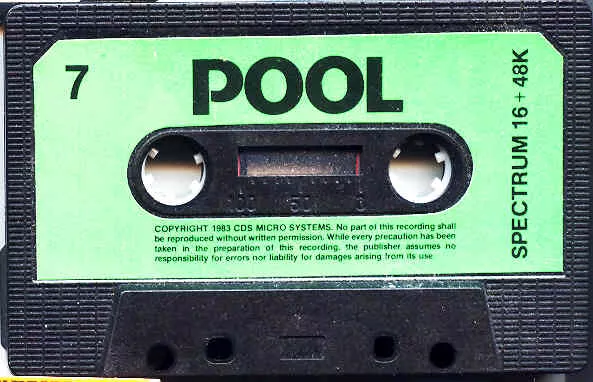 7
POOL
SPECTRUM 16 + 48K
100 50 0
COPYRIGHT 1983 CDS MICRO SYSTEMS. No part of this recording shall
be reproduced without written permission. While every precaution has been
taken in the preparation of this recording, the publisher assumes no
responsibility for errors nor liability for damages arising from its use.